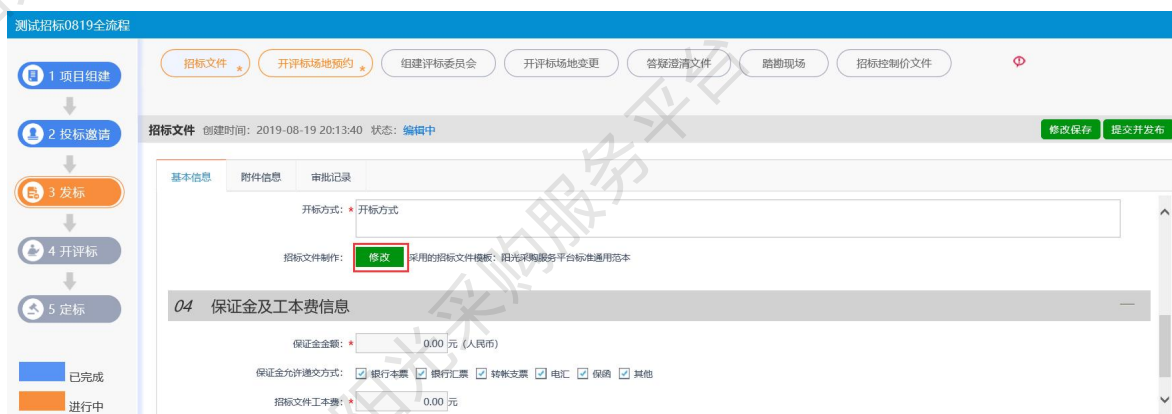 测试招标0819全流程
招标文件 * 开评标场地预约 * 组建评标委员会 开评标场地变更 答疑澄清文件 踏勘现场 招标控制价文件
1 项目组建
2 投标邀请
3 发标
4 开评标
5 定标
已完成
进行中
招标文件 创建时间：2019-08-19 20:13:40 状态：编辑中 修改保存 提交并发布
基本信息 附件信息 审批记录
开标方式：* 开标方式
招标文件制作： 修改 采用的招标文件模板：阳光采购服务平台标准通用范本
04 保证金及工本费信息
保证金金额：* 0.00 元（人民币）
保证金允许递交方式： 银行本票 银行汇票 转帐支票 电汇 保函 其他
招标文件工本费：* 0.00 元
阳光采购服务平台